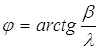 φ = arctg β/λ